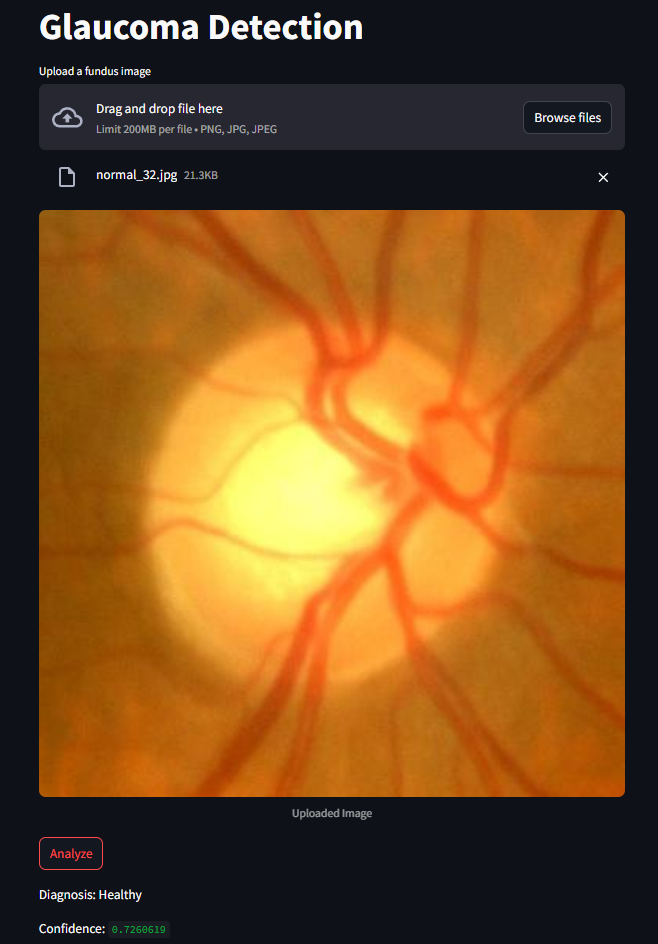 Glaucoma Detection
Upload a fundus image
Drag and drop file here
Limit 200MB per file • PNG, JPG, JPEG
Browse files
normal_32.jpg 21.3KB
Uploaded Image
Analyze
Diagnosis: Healthy
Confidence: 0.7260619